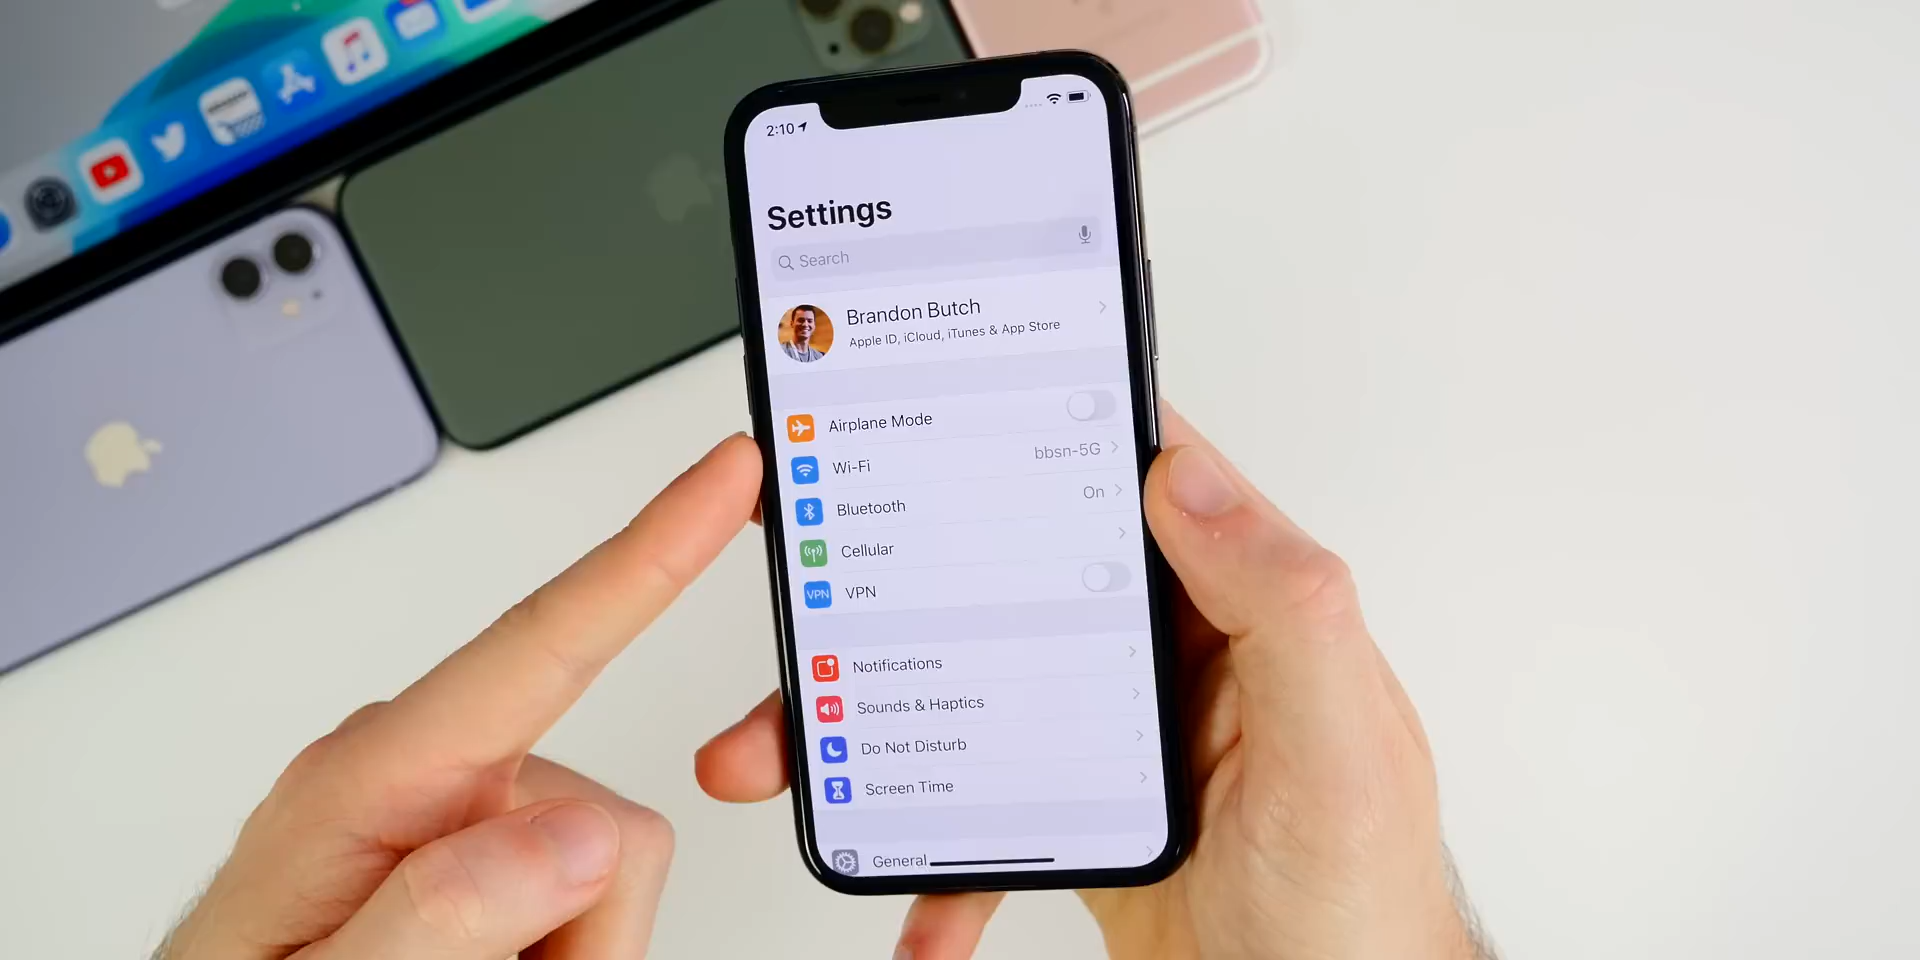 2:10
Settings
Search
Brandon Butch
Apple ID, iCloud, iTunes & App Store
Airplane Mode
Wi-Fi
bbsn-5G
Bluetooth
On
Cellular
VPN
VPN
Notifications
Sounds & Haptics
Do Not Disturb
Screen Time
General